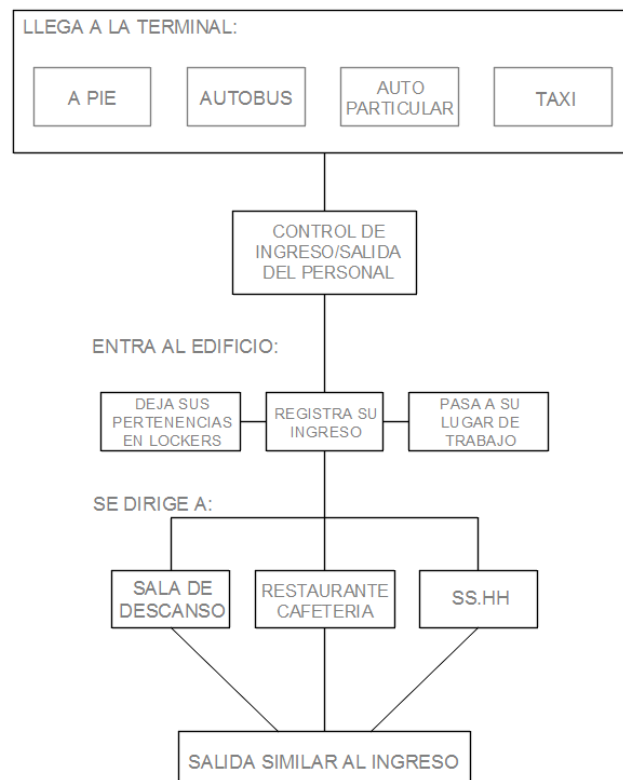 LLEGA A LA TERMINAL:
A PIE
AUTOBUS
AUTO
PARTICULAR
TAXI
CONTROL DE
INGRESO/SALIDA
DEL PERSONAL
ENTRA AL EDIFICIO:
DEJA SUS
PERTENENCIAS
EN LOCKERS
REGISTRA SU
INGRESO
PASA A SU
LUGAR DE
TRABAJO
SE DIRIGE A:
SALA DE
DESCANSO
RESTAURANTE
CAFETERIA
SS.HH
SALIDA SIMILAR AL INGRESO